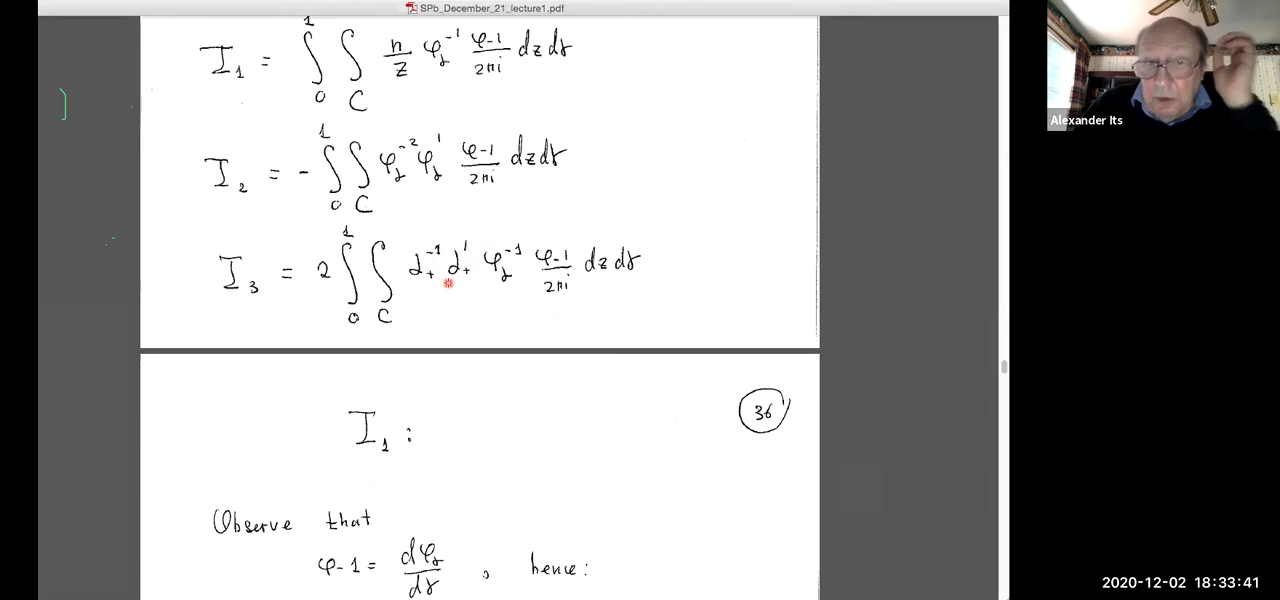 SPb_December_21_lecture1.pdf
I₁ = ∫₀¹ ∫_C n/z φ_γ⁻¹ (φ-1)/(2πi) dz dγ
I₂ = - ∫₀¹ ∫_C φ_γ⁻² φ_γ' (φ-1)/(2πi) dz dγ
I₃ = 2 ∫₀¹ ∫_C d₊⁻¹ d₊' φ_γ⁻¹ (φ-1)/(2πi) dz dγ
Alexander Its
36
I₁ :
Observe that
φ-1 = dφ_γ/dγ , hence:
2020-12-02 18:33:41